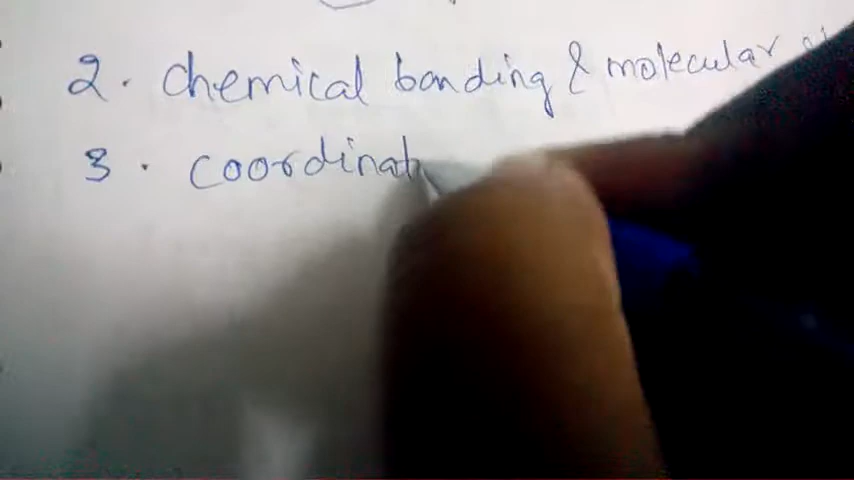 2. chemical bonding & molecular
3. coordinat